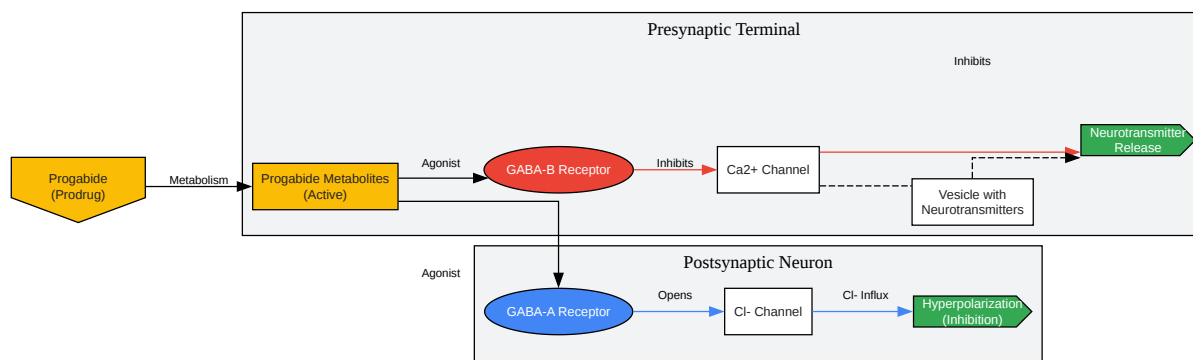 Presynaptic Terminal
Inhibits
Neurotransmitter
Release
Progabide
(Prodrug)
Metabolism
Progabide Metabolites
(Active)
Agonist
GABA-B Receptor
Inhibits
Ca2+ Channel
Vesicle with
Neurotransmitters
Postsynaptic Neuron
Agonist
GABA-A Receptor
Opens
Cl- Channel
Cl- Influx
Hyperpolarization
(Inhibition)